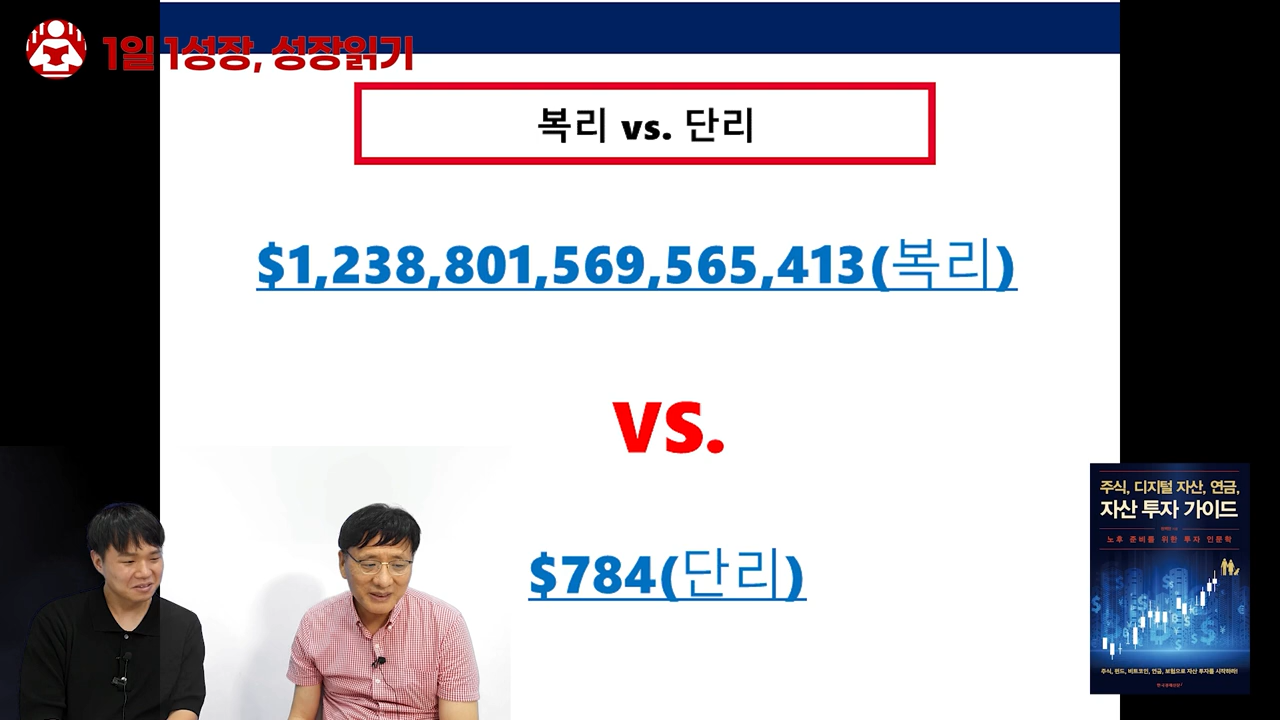 1일 1성장, 성장읽기
복리 vs. 단리
$1,238,801,569,565,413(복리)
vs.
$784(단리)
주식, 디지털 자산, 연금,
자산 투자 가이드
노후 준비를 위한 투자 인문학
주식, 펀드, 비트코인, 연금, 보험으로 자산 투자를 시작하라!